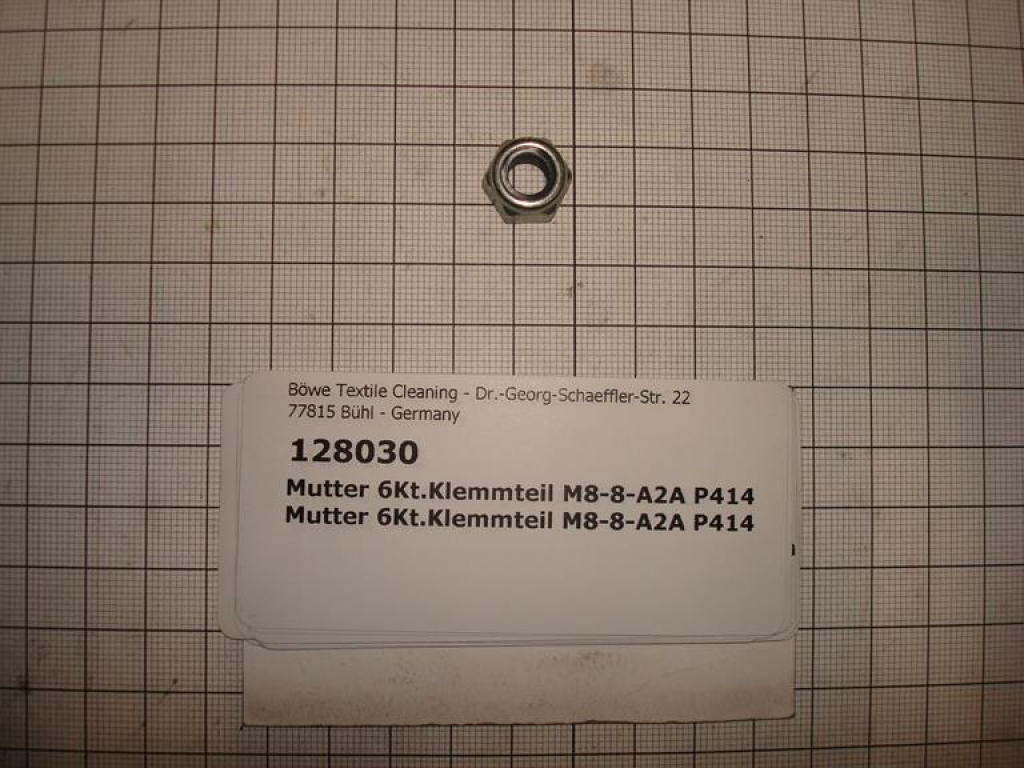 Böwe Textile Cleaning - Dr.-Georg-Schaeffler-Str. 22
77815 Bühl - Germany
128030
Mutter 6Kt.Klemmteil M8-8-A2A P414
Mutter 6Kt.Klemmteil M8-8-A2A P414